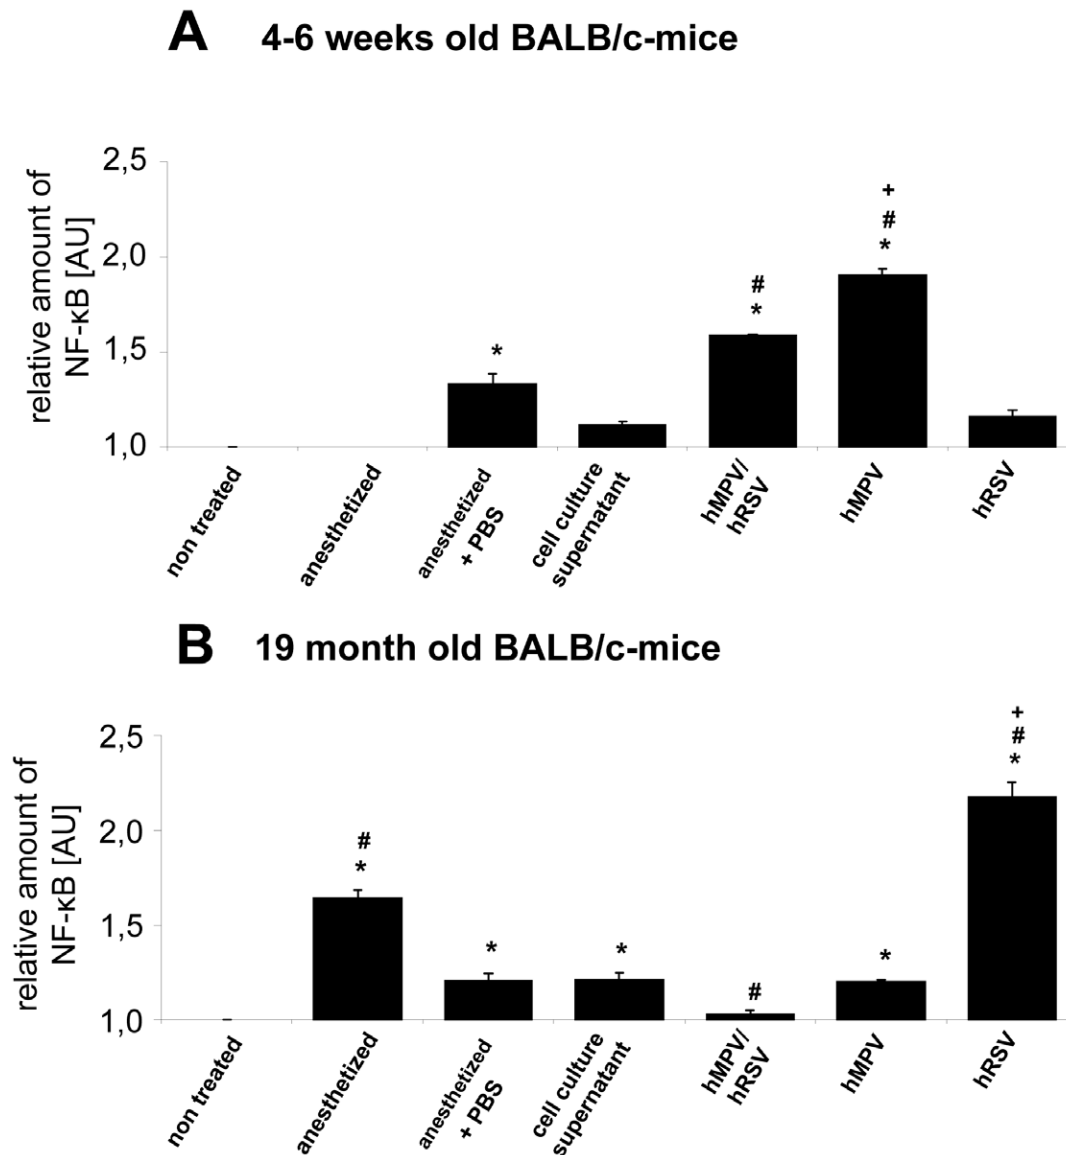 A 4-6 weeks old BALB/c-mice
relative amount of
NF-κB [AU]
2,5
2,0
1,5
1,0
*
#
*
+
#
*
non treated
anesthetized
anesthetized
+ PBS
cell culture
supernatant
hMPV/
hRSV
hMPV
hRSV
B 19 month old BALB/c-mice
relative amount of
NF-κB [AU]
2,5
2,0
1,5
1,0
#
*
*
*
#
*
+
#
*
non treated
anesthetized
anesthetized
+ PBS
cell culture
supernatant
hMPV/
hRSV
hMPV
hRSV